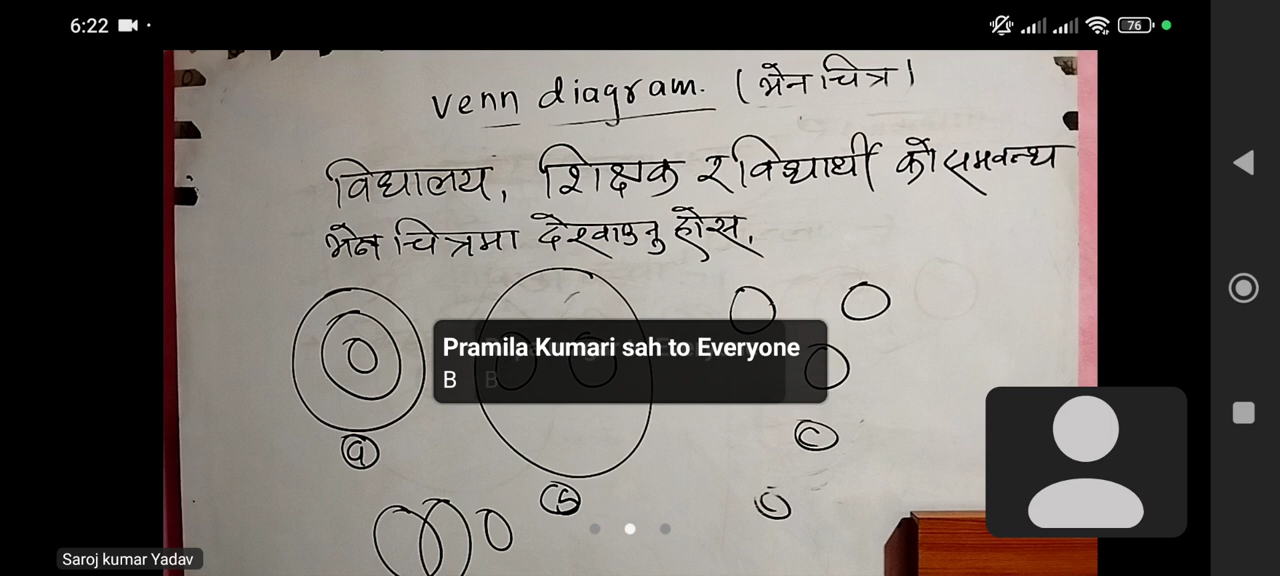 6:22
76
venn diagram. (भेन चित्र)
विद्यालय, शिक्षक र विद्यार्थी को समवन्ध
भेन चित्रमा देखाउनु होस.
Pramila Kumari sah to Everyone
B B
a
b
c
c
Saroj kumar Yadav